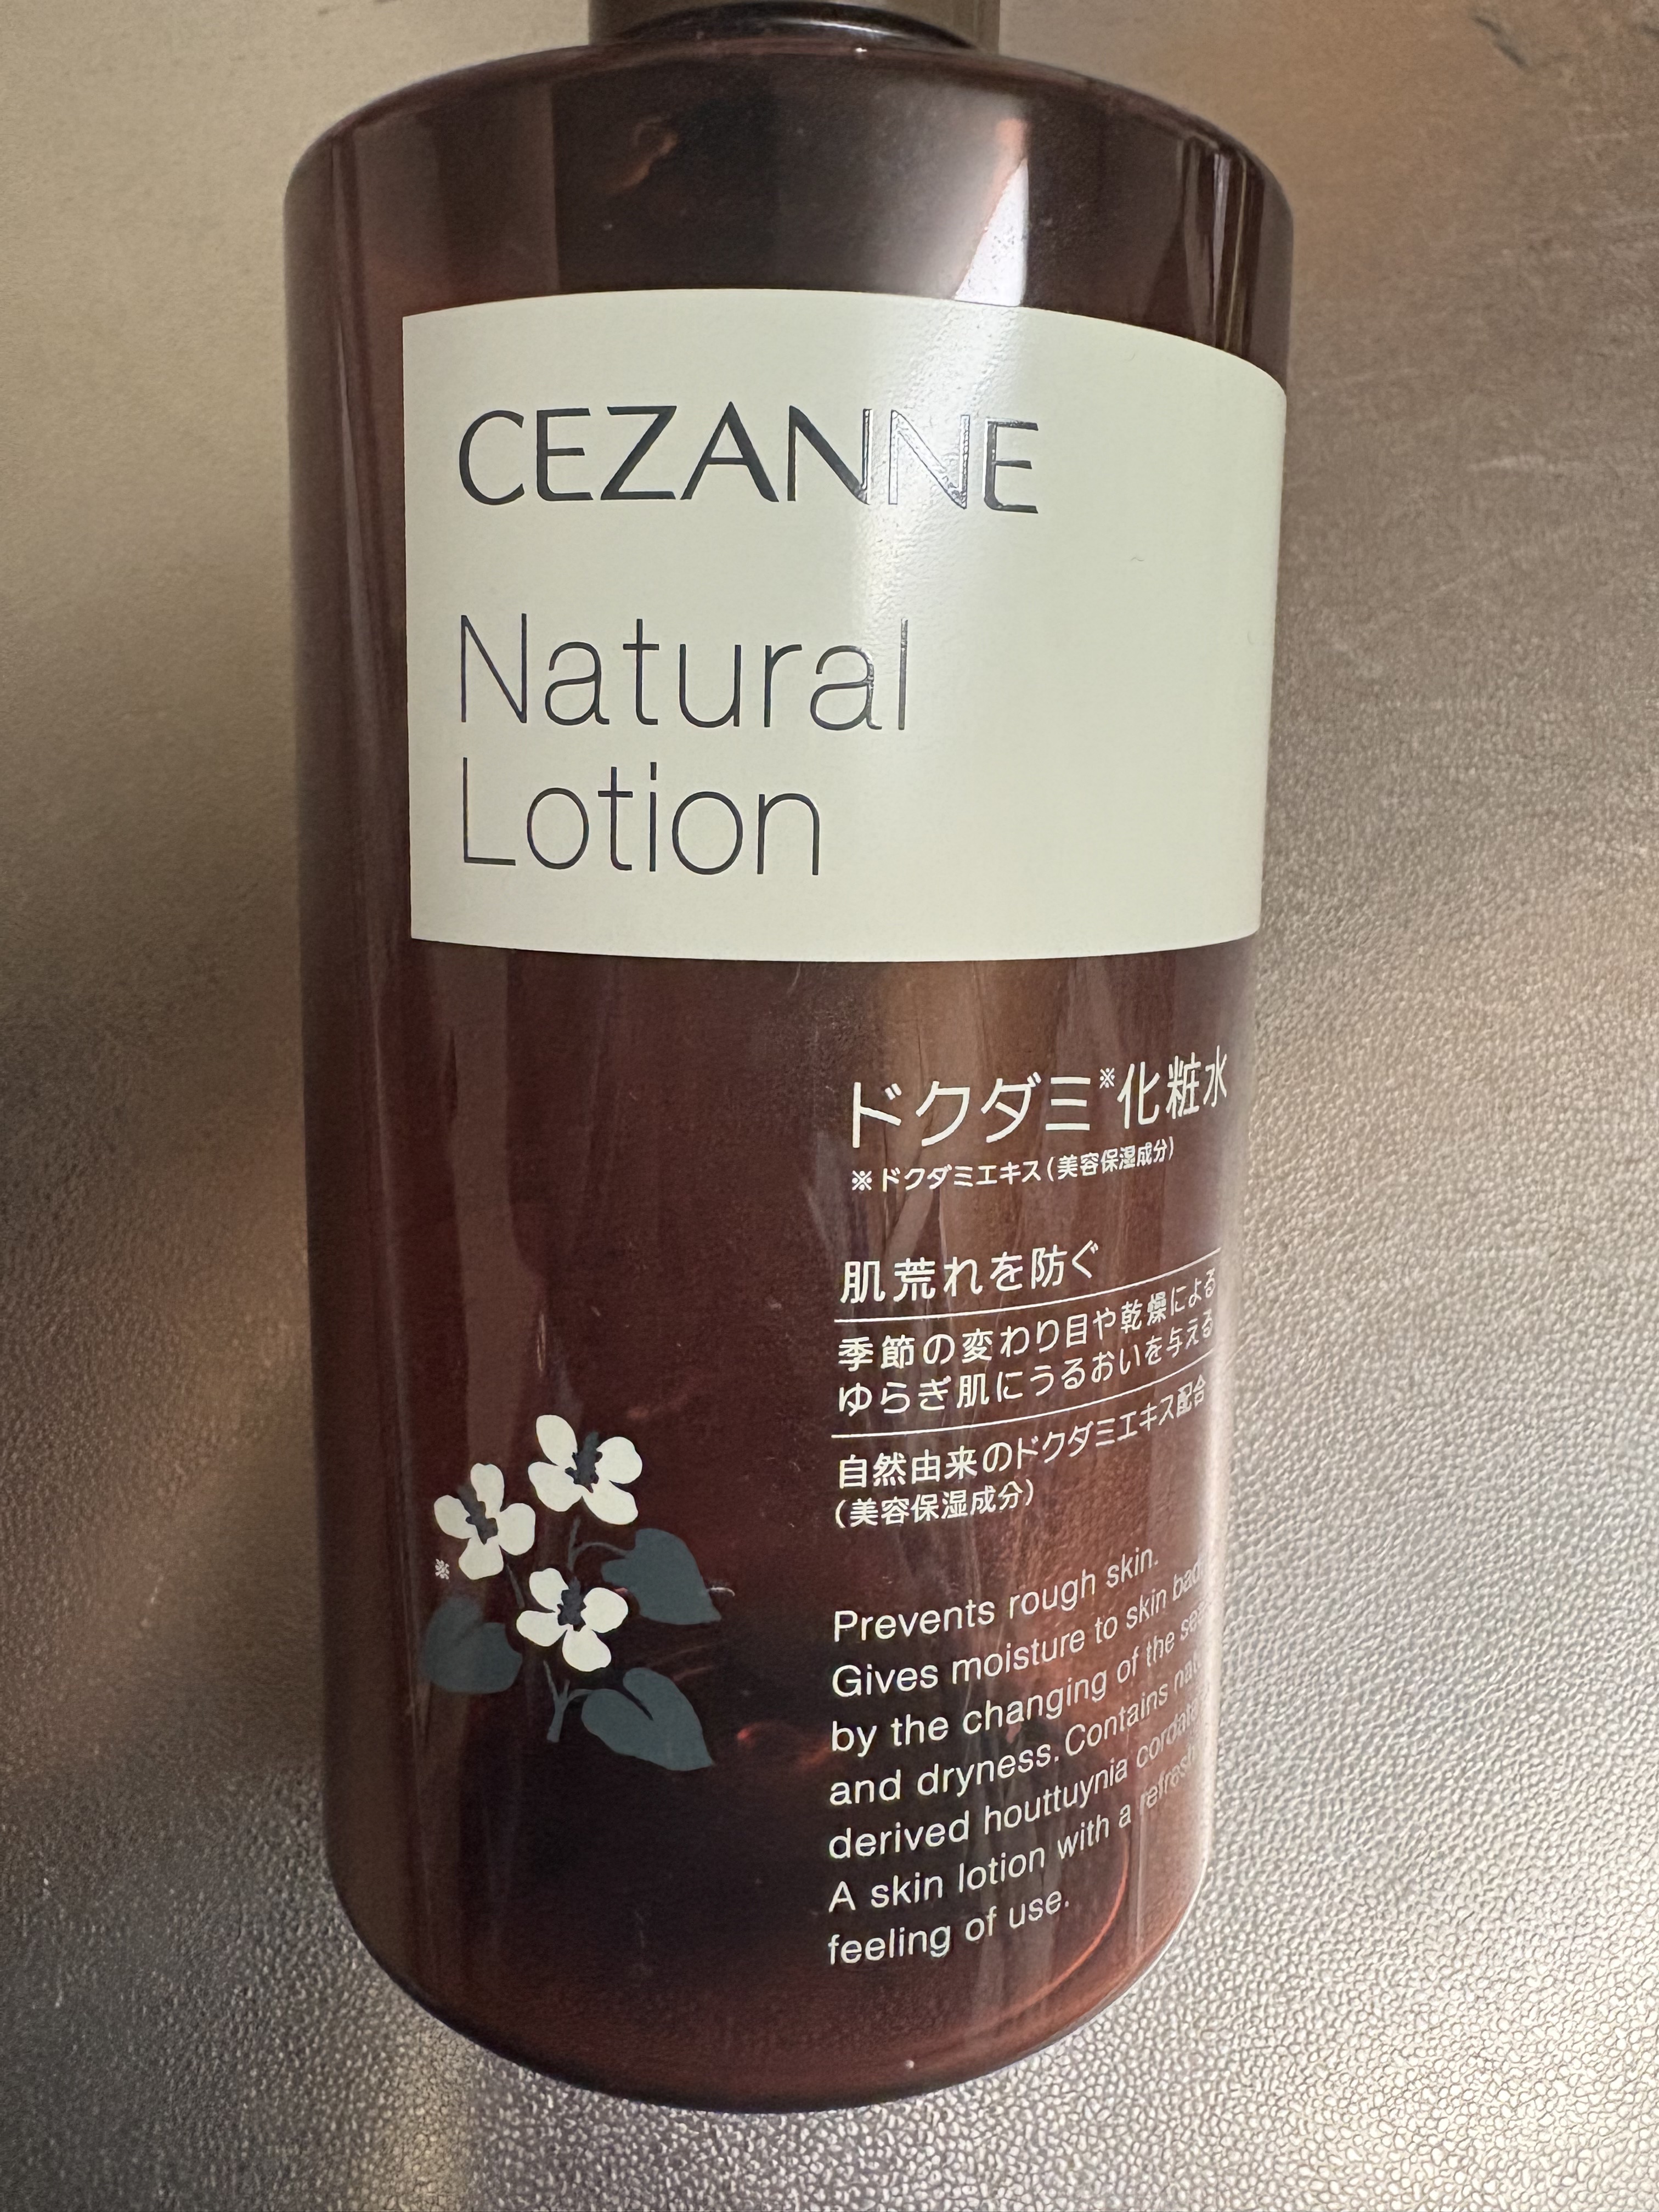 CEZANNE
Natural
Lotion
ドクダミ※化粧水
※ドクダミエキス(美容保湿成分)
肌荒れを防ぐ
季節の変わり目や乾燥による
ゆらぎ肌にうるおいを与える
自然由来のドクダミエキス配合
(美容保湿成分)
※
Prevents rough skin.
Gives moisture to skin
by the changing of the
and dryness. Contains
derived houttuynia cordata
A skin lotion with a
feeling of use.